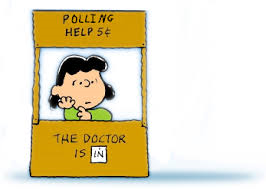 POLLING
HELP 5¢
THE DOCTOR
IS IN